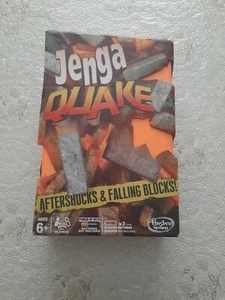 Jenga
QUAKE
AFTERSHOCKS & FALLING BLOCKS!
AGES
6+
Hasbro
Gaming